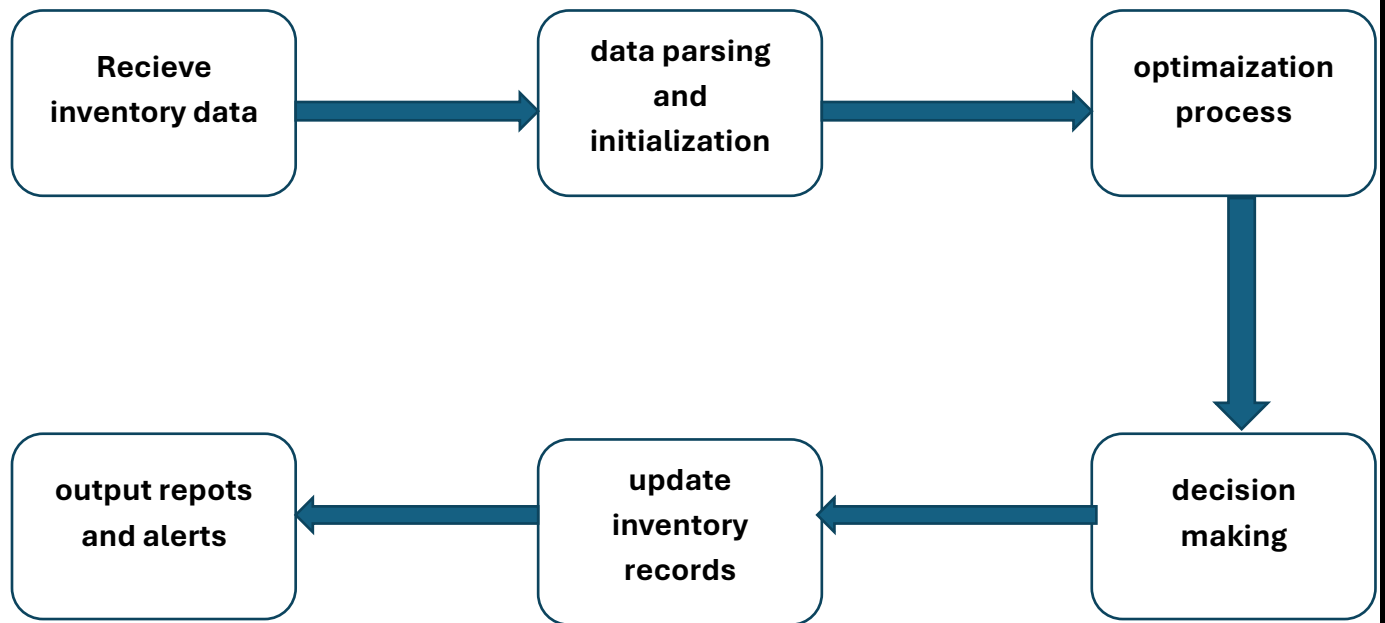 Recieve
inventory data
data parsing
and
initialization
optimaization
process
decision
making
update
inventory
records
output repots
and alerts